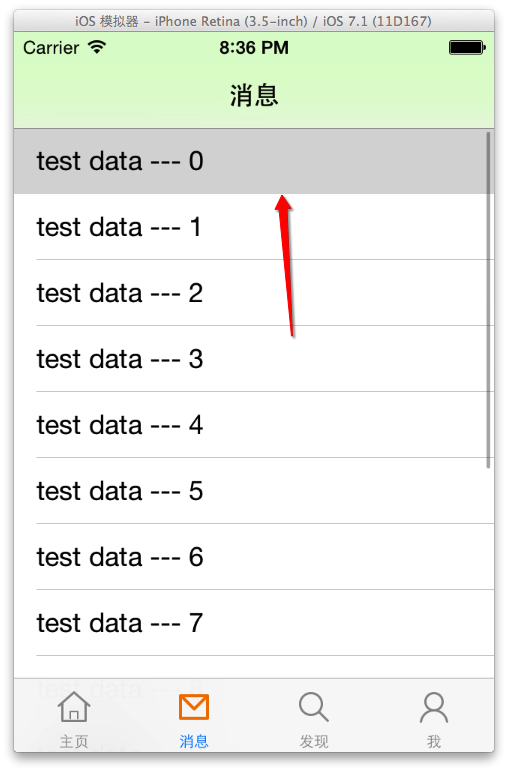 iOS 模拟器 - iPhone Retina (3.5-inch) / iOS 7.1 (11D167)
Carrier 8:36 PM
消息
test data --- 0
test data --- 1
test data --- 2
test data --- 3
test data --- 4
test data --- 5
test data --- 6
test data --- 7
主页 消息 发现 我